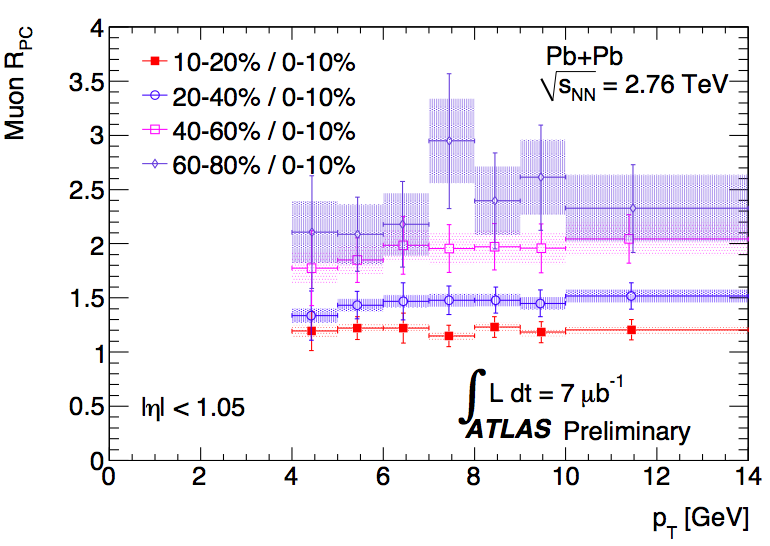 Muon R_PC
4
3.5
3
2.5
2
1.5
1
0.5
0
10-20% / 0-10%
20-40% / 0-10%
40-60% / 0-10%
60-80% / 0-10%
Pb+Pb
√s_NN = 2.76 TeV
|η| < 1.05
∫ L dt = 7 μb⁻¹
ATLAS Preliminary
0 2 4 6 8 10 12 14
p_T [GeV]